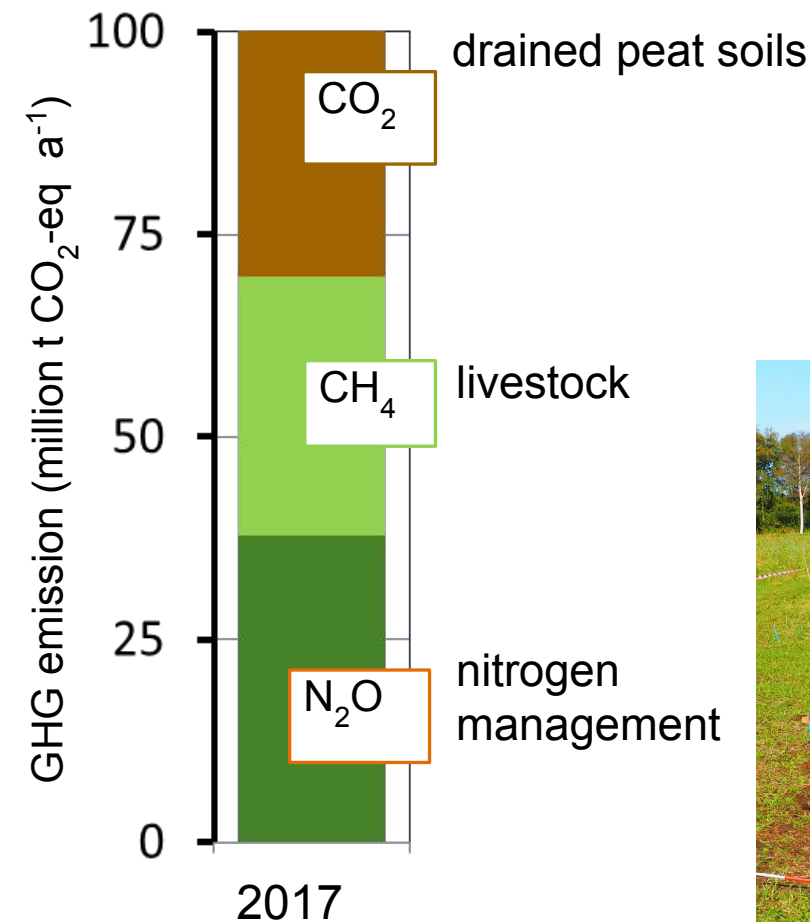 GHG emission (million t CO₂-eq a⁻¹)
100
75
50
25
0
CO₂
drained peat soils
CH₄
livestock
N₂O
nitrogen
management
2017